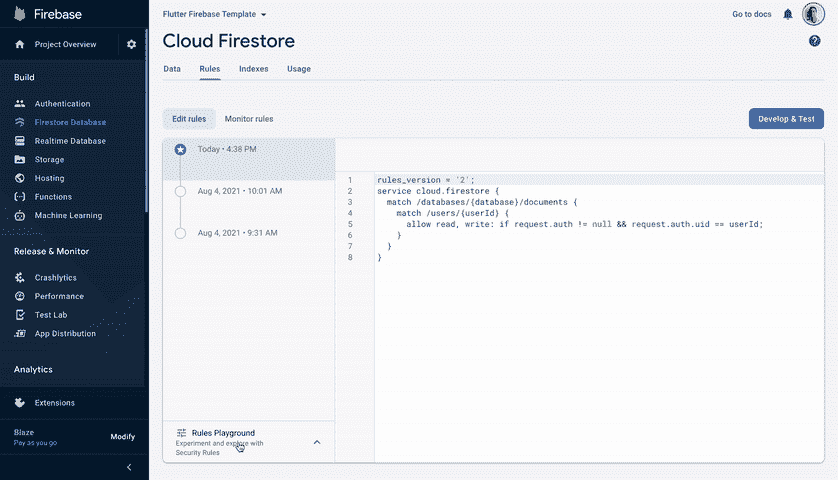 Firebase
Project Overview
Build
Authentication
Firestore Database
Realtime Database
Storage
Hosting
Functions
Machine Learning
Release & Monitor
Crashlytics
Performance
Test Lab
App Distribution
Analytics
Extensions
Blaze
Pay as you go
Modify
Flutter Firebase Template
Go to docs
Cloud Firestore
Data Rules Indexes Usage
Edit rules Monitor rules
Develop & Test
Today • 4:38 PM
Aug 4, 2021 • 10:01 AM
Aug 4, 2021 • 9:31 AM
Rules Playground
Experiment and explore with
Security Rules
1 rules_version = '2';
2 service cloud.firestore {
3 match /databases/{database}/documents {
4 match /users/{userId} {
5 allow read, write: if request.auth != null && request.auth.uid == userId;
6 }
7 }
8 }